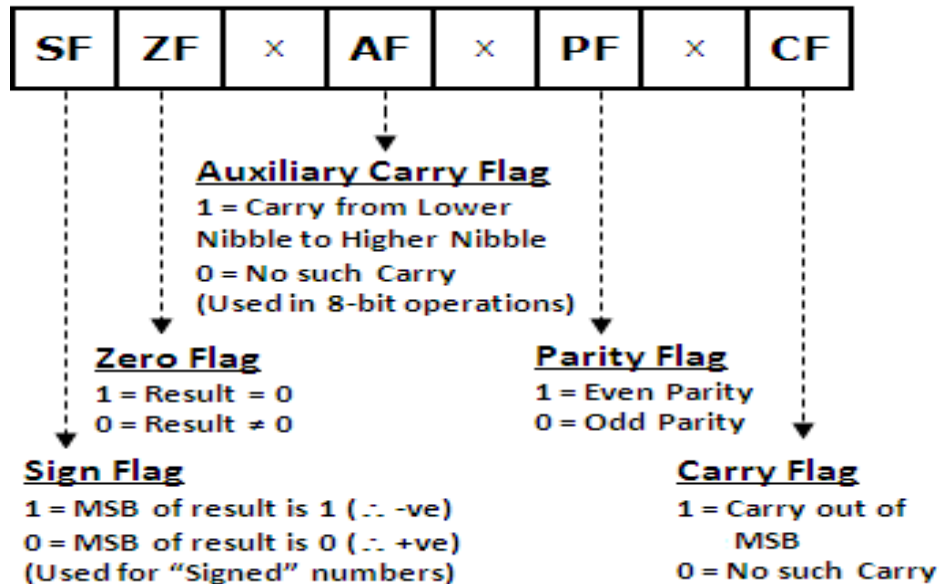 SF ZF × AF × PF × CF
Auxiliary Carry Flag
1 = Carry from Lower
Nibble to Higher Nibble
0 = No such Carry
(Used in 8-bit operations)
Zero Flag
1 = Result = 0
0 = Result ≠ 0
Parity Flag
1 = Even Parity
0 = Odd Parity
Sign Flag
1 = MSB of result is 1 (∴ -ve)
0 = MSB of result is 0 (∴ +ve)
(Used for “Signed” numbers)
Carry Flag
1 = Carry out of
MSB
0 = No such Carry